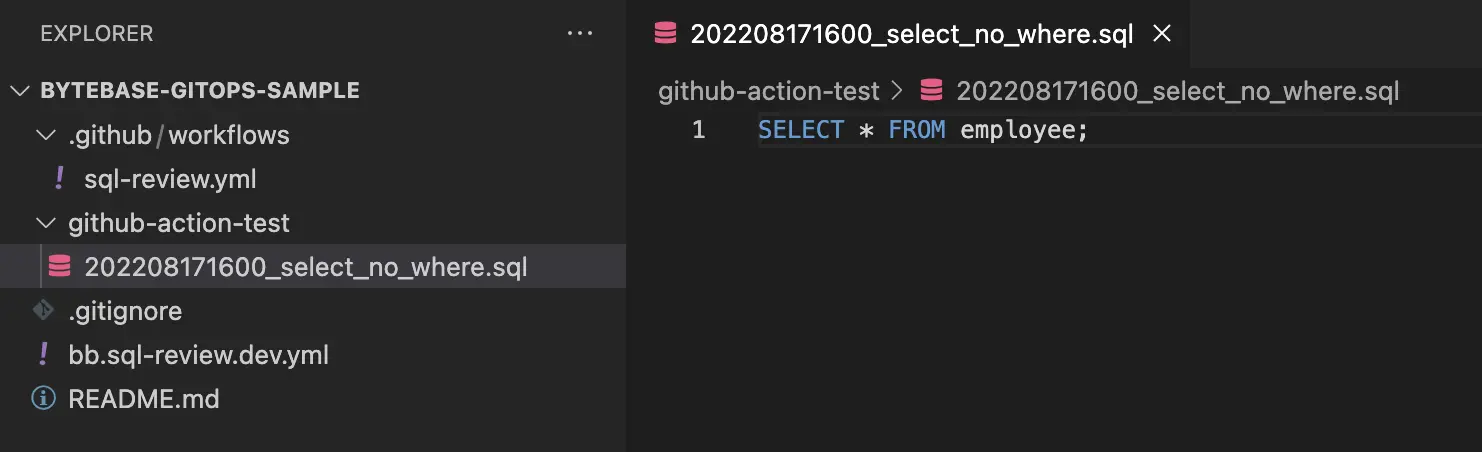 EXPLORER ...
BYTEBASE-GITOPS-SAMPLE
.github/workflows
! sql-review.yml
github-action-test
202208171600_select_no_where.sql
.gitignore
! bb.sql-review.dev.yml
README.md
202208171600_select_no_where.sql
github-action-test > 202208171600_select_no_where.sql
1 SELECT * FROM employee;